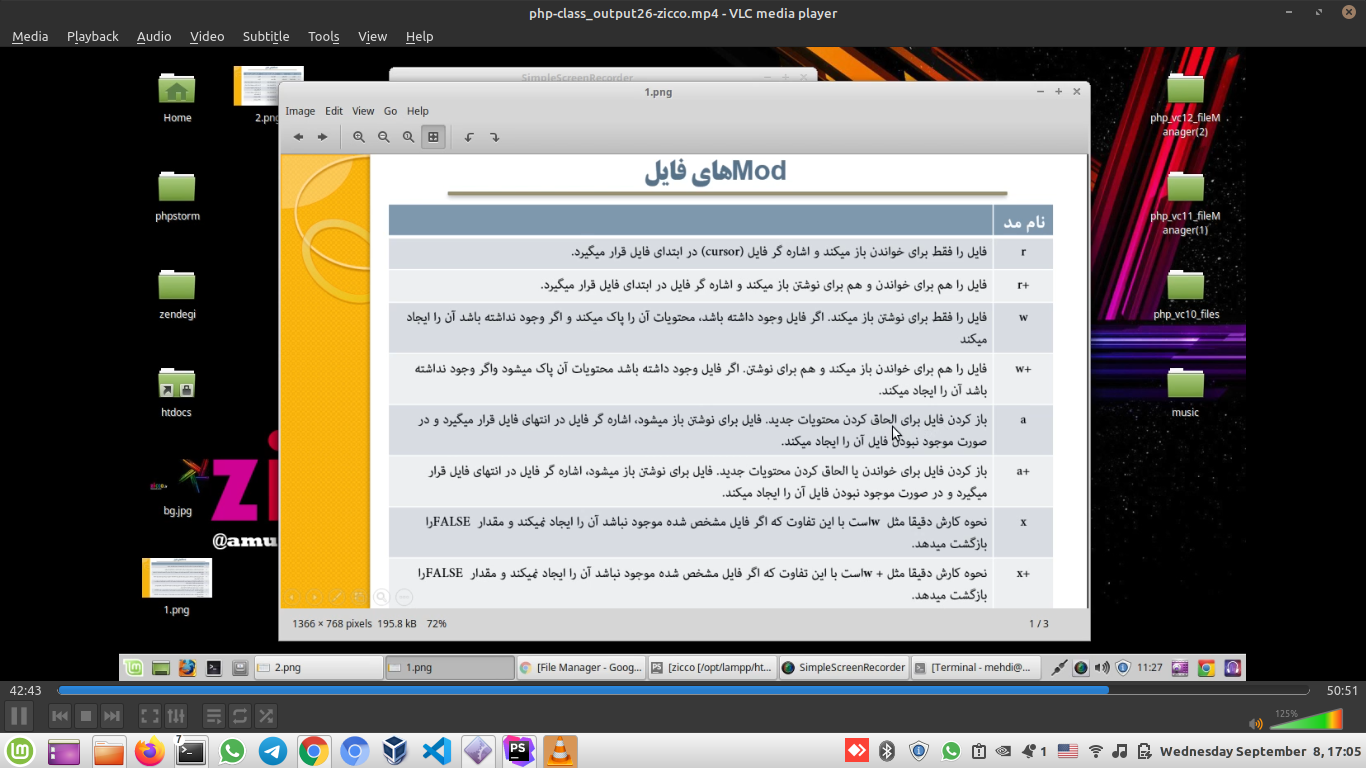 php-class_output26-zicco.mp4 - VLC media player
Media Playback Audio Video Subtitle Tools View Help
SimpleScreenRecorder
1.png
Image Edit View Go Help
Home
2.png
phpstorm
zendegi
htdocs
bg.jpg
zi
@amu
1.png
php_vc12_fileM
anager(2)
php_vc11_fileM
anager(1)
php_vc10_files
music
Modهای فایل
نام مد
r
فایل را فقط برای خواندن باز میکند و اشاره گر فایل (cursor) در ابتدای فایل قرار میگیرد.
r+
فایل را هم برای خواندن و هم برای نوشتن باز میکند و اشاره گر فایل در ابتدای فایل قرار میگیرد.
w
فایل را فقط برای نوشتن باز میکند. اگر فایل وجود داشته باشد، محتویات آن را پاک میکند و اگر وجود نداشته باشد آن را ایجاد
میکند
w+
فایل را هم برای خواندن باز میکند و هم برای نوشتن. اگر فایل وجود داشته باشد محتویات آن پاک میشود واگر وجود نداشته
باشد آن را ایجاد میکند.
a
باز کردن فایل برای الحاق کردن محتویات جدید. فایل برای نوشتن باز میشود، اشاره گر فایل در انتهای فایل قرار میگیرد و در
صورت موجود نبودن فایل آن را ایجاد میکند.
a+
باز کردن فایل برای خواندن یا الحاق کردن محتویات جدید. فایل برای نوشتن باز میشود، اشاره گر فایل در انتهای فایل قرار
میگیرد و در صورت موجود نبودن فایل آن را ایجاد میکند.
x
نحوه کارش دقیقا مثل wاست با این تفاوت که اگر فایل مشخص شده موجود نباشد آن را ایجاد نمیکند و مقدار FALSEرا
بازگشت میدهد.
x+
نحوه کارش دقیقا مثل + wاست با این تفاوت که اگر فایل مشخص شده موجود نباشد آن را ایجاد نمیکند و مقدار FALSEرا
بازگشت میدهد.
1366 × 768 pixels 195.8 kB 72%
1 / 3
2.png
1.png
[File Manager - Goog...
[zicco [/opt/lampp/ht...
SimpleScreenRecorder
[Terminal - mehdi@...
11:27
42:43
50:51
125%
7
PS
1
Wednesday September 8, 17:05